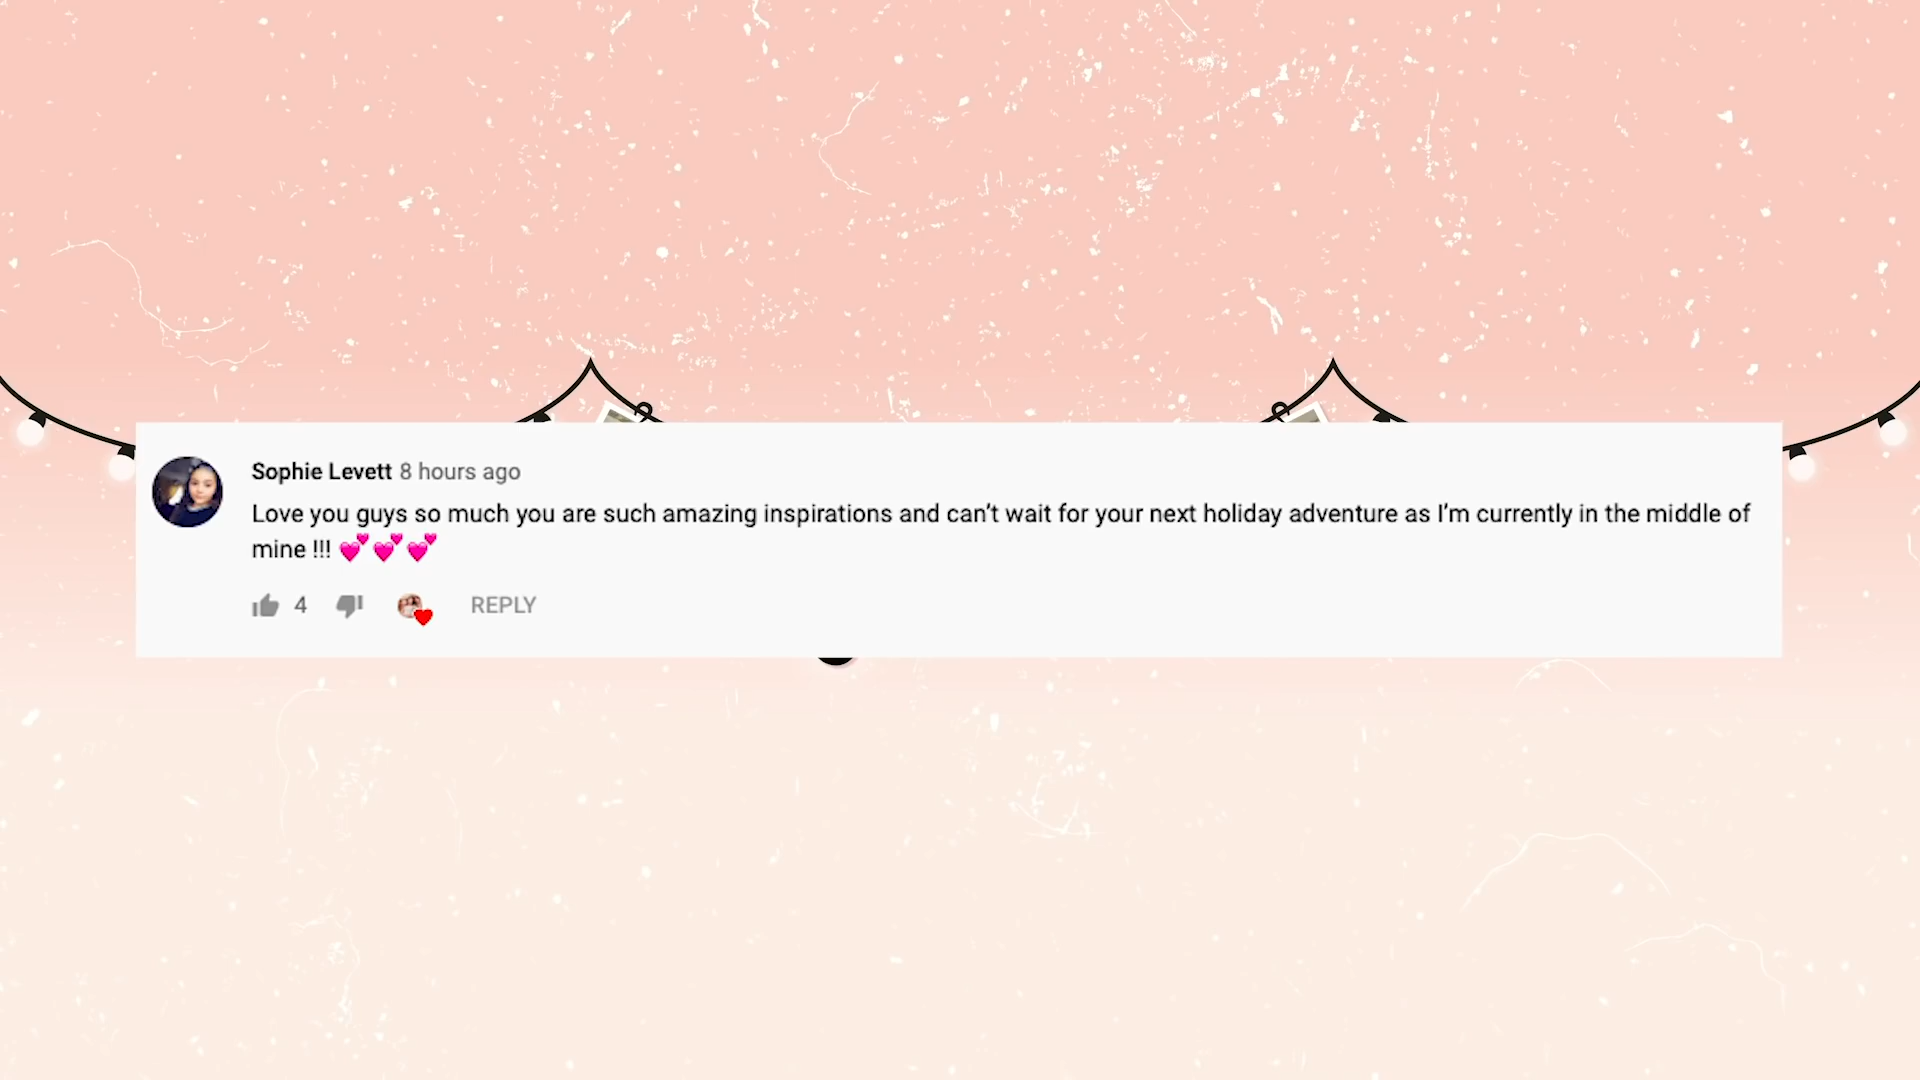 Sophie Levett 8 hours ago
Love you guys so much you are such amazing inspirations and can’t wait for your next holiday adventure as I’m currently in the middle of
mine !!! 💕💕💕
4 REPLY